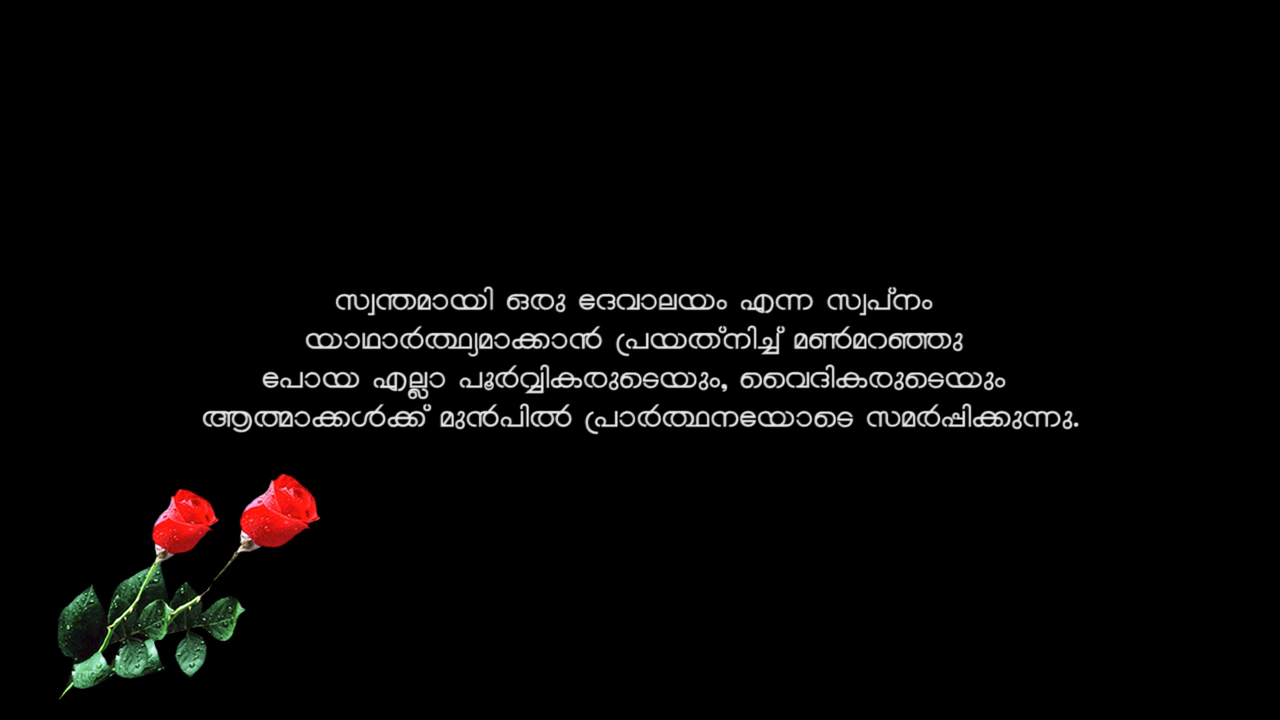 സ്വന്തമായി ഒരു ദേവാലയം എന്ന സ്വപ്‌നം
യാഥാർത്ഥ്യമാക്കാൻ പ്രയത്‌നിച്ച് മൺമറഞ്ഞു
പോയ എല്ലാ പൂർവ്വികരുടെയും, വൈദികരുടെയും
ആത്മാക്കൾക്ക് മുൻപിൽ പ്രാർത്ഥനയോടെ സമർപ്പിക്കുന്നു.